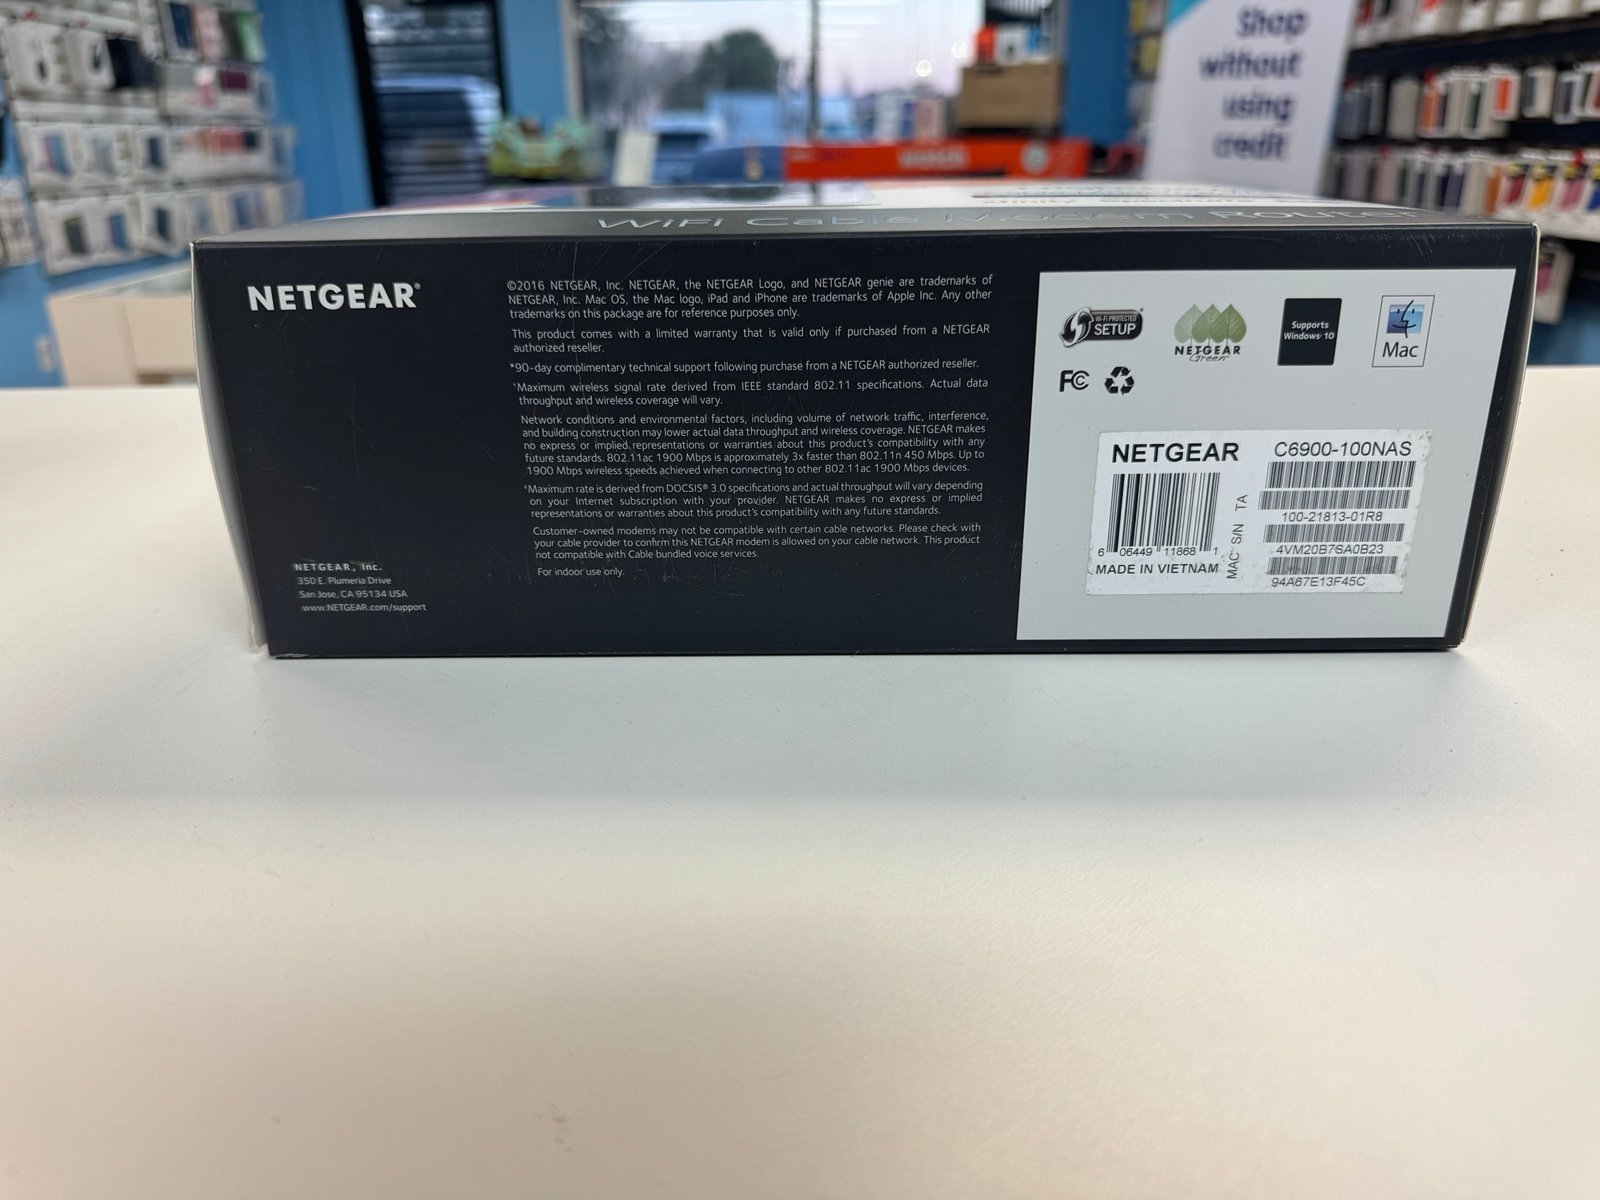 Shop
without
using
credit
WiFi Cable Modem Router
NETGEAR®
©2016 NETGEAR, Inc. NETGEAR, the NETGEAR Logo, and NETGEAR genie are trademarks of
NETGEAR, Inc. Mac OS, the Mac logo, iPad and iPhone are trademarks of Apple Inc. Any other
trademarks on this package are for reference purposes only.
This product comes with a limited warranty that is valid only if purchased from a NETGEAR
authorized reseller.
*90-day complimentary technical support following purchase from a NETGEAR authorized reseller.
†Maximum wireless signal rate derived from IEEE standard 802.11 specifications. Actual data
throughput and wireless coverage will vary.
Network conditions and environmental factors, including volume of network traffic, interference,
and building construction may lower actual data throughput and wireless coverage. NETGEAR makes
no express or implied representations or warranties about this product's compatibility with any
future standards. 802.11ac 1900 Mbps is approximately 3x faster than 802.11n 450 Mbps. Up to
1900 Mbps wireless speeds achieved when connecting to other 802.11ac 1900 Mbps devices.
‡Maximum rate is derived from DOCSIS® 3.0 specifications and actual throughput will vary depending
on your Internet subscription with your provider. NETGEAR makes no express or implied
representations or warranties about this product's compatibility with any future standards.
Customer-owned modems may not be compatible with certain cable networks. Please check with
your cable provider to confirm this NETGEAR modem is allowed on your cable network. This product
not compatible with Cable bundled voice services.
For indoor use only.
NETGEAR, Inc.
350 E. Plumeria Drive
San Jose, CA 95134 USA
www.NETGEAR.com/support
WI-FI PROTECTED
SETUP
NETGEAR
Green
Supports
Windows 10
Mac
FC
NETGEAR
C6900-100NAS
6 06449 11868 1
MADE IN VIETNAM
TA
100-21813-01R8
S/N
4VM20B7SA0B23
MAC
94A67E13F45C